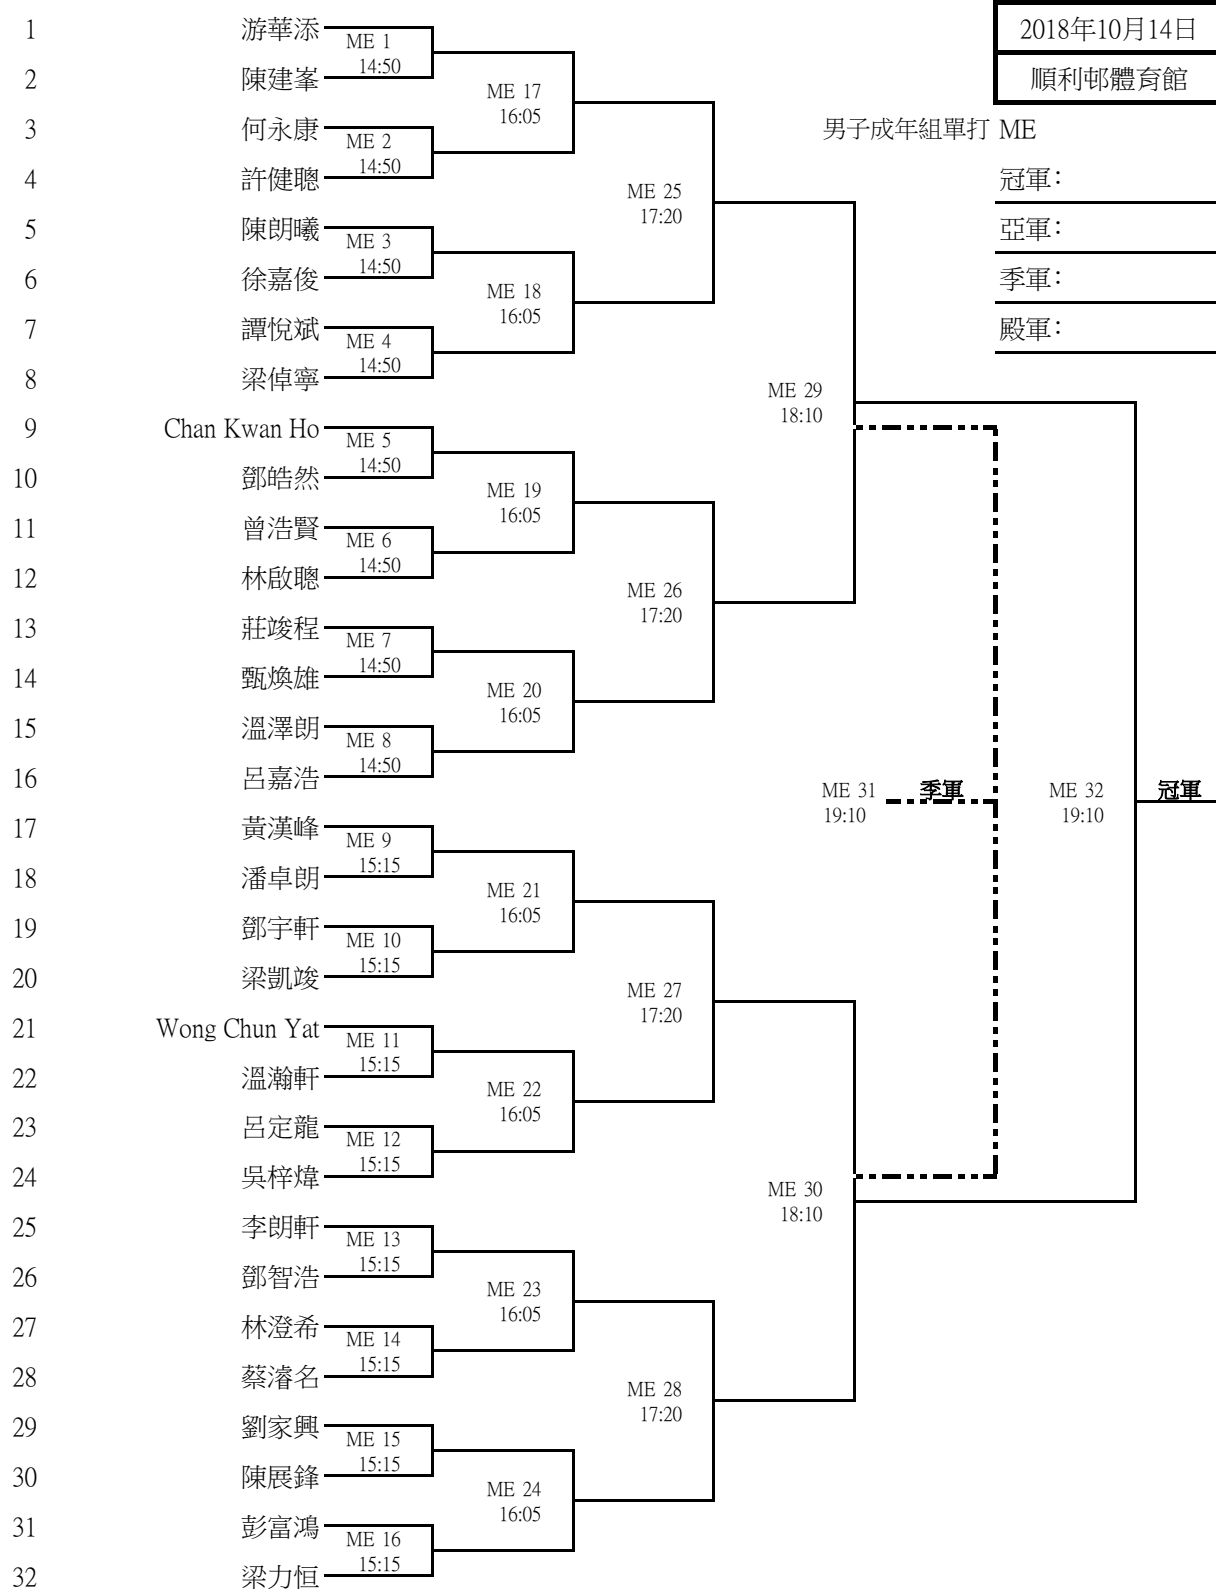 2018年10月14日
順利邨體育館
男子成年組單打 ME
冠軍:
亞軍:
季軍:
殿軍:
1 游華添
ME 1
14:50
2 陳建峯
ME 17
16:05
3 何永康
ME 2
14:50
4 許健聰
ME 25
17:20
5 陳朗曦
ME 3
14:50
6 徐嘉俊
ME 18
16:05
7 譚悅斌
ME 4
14:50
8 梁倬寧
ME 29
18:10
9 Chan Kwan Ho
ME 5
14:50
10 鄧皓然
ME 19
16:05
11 曾浩賢
ME 6
14:50
12 林啟聰
ME 26
17:20
13 莊竣程
ME 7
14:50
14 甄煥雄
ME 20
16:05
15 溫澤朗
ME 8
14:50
16 呂嘉浩
ME 31
19:10
季軍
ME 32
19:10
冠軍
17 黃漢峰
ME 9
15:15
18 潘卓朗
ME 21
16:05
19 鄧宇軒
ME 10
15:15
20 梁凱竣
ME 27
17:20
21 Wong Chun Yat
ME 11
15:15
22 溫瀚軒
ME 22
16:05
23 呂定龍
ME 12
15:15
24 吳梓煒
ME 30
18:10
25 李朗軒
ME 13
15:15
26 鄧智浩
ME 23
16:05
27 林澄希
ME 14
15:15
28 蔡濬名
ME 28
17:20
29 劉家興
ME 15
15:15
30 陳展鋒
ME 24
16:05
31 彭富鴻
ME 16
15:15
32 梁力恒